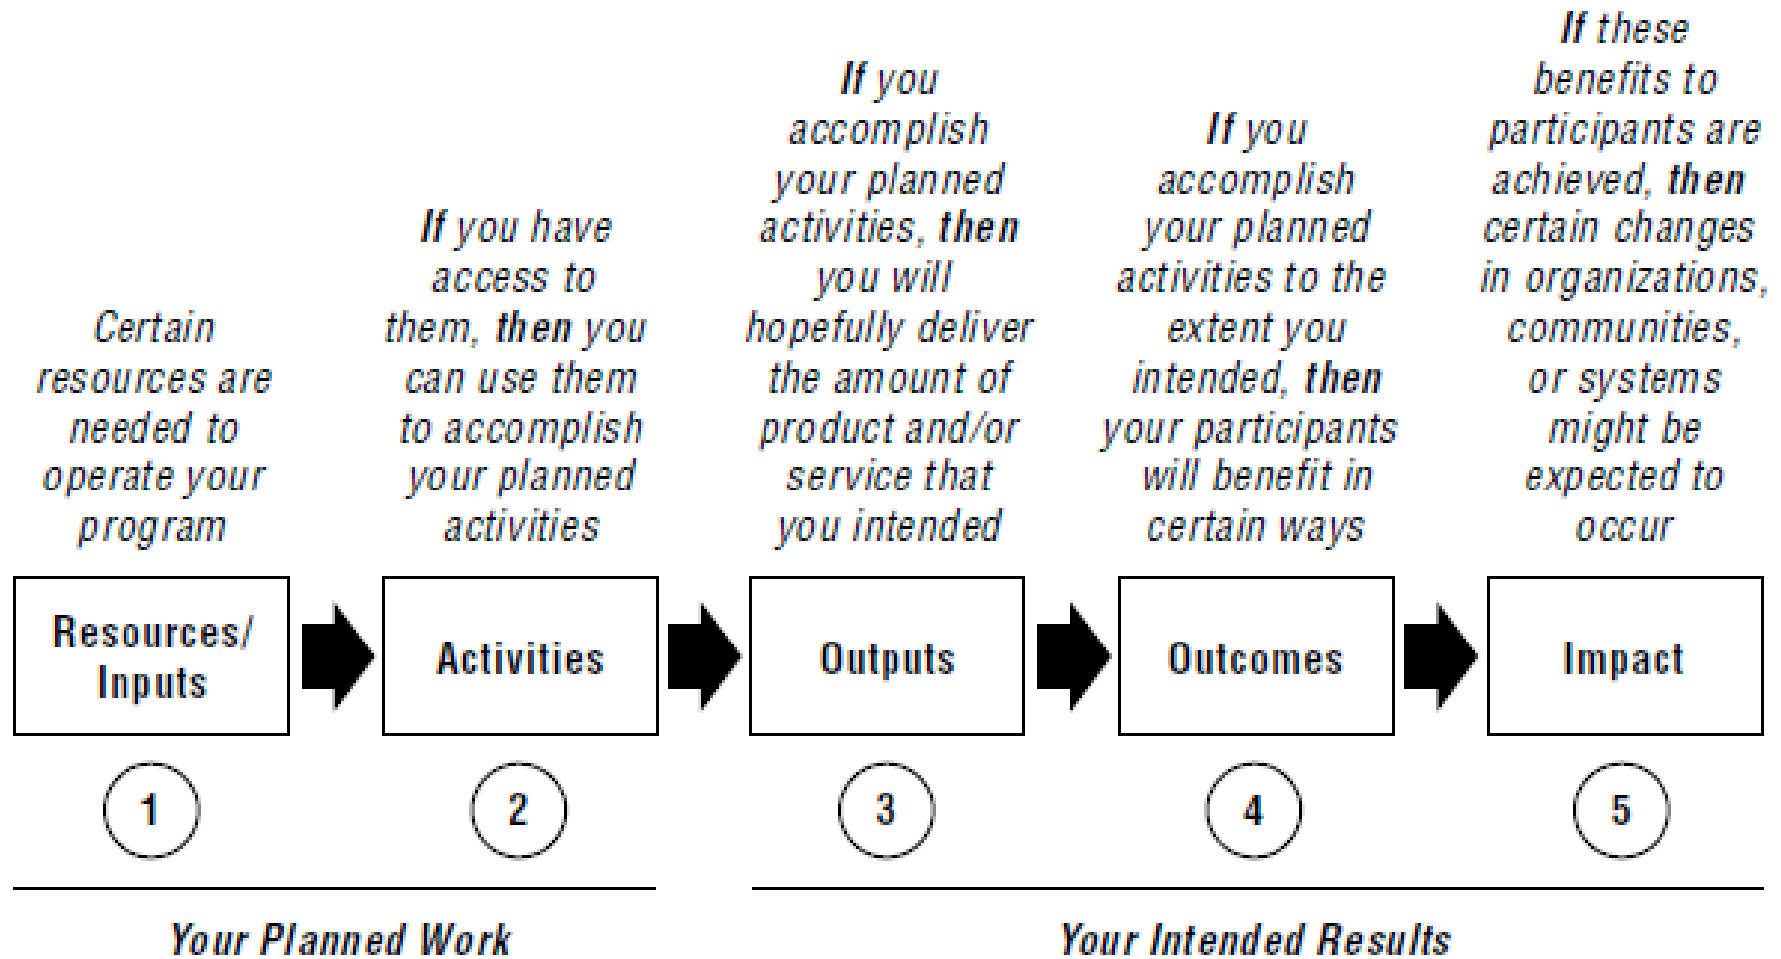 Certain
resources are
needed to
operate your
program
If you have
access to
them, then you
can use them
to accomplish
your planned
activities
If you
accomplish
your planned
activities, then
you will
hopefully deliver
the amount of
product and/or
service that
you intended
If you
accomplish
your planned
activities to the
extent you
intended, then
your participants
will benefit in
certain ways
If these
benefits to
participants are
achieved, then
certain changes
in organizations,
communities,
or systems
might be
expected to
occur
Resources/
Inputs
Activities
Outputs
Outcomes
Impact
1
2
3
4
5
Your Planned Work
Your Intended Results